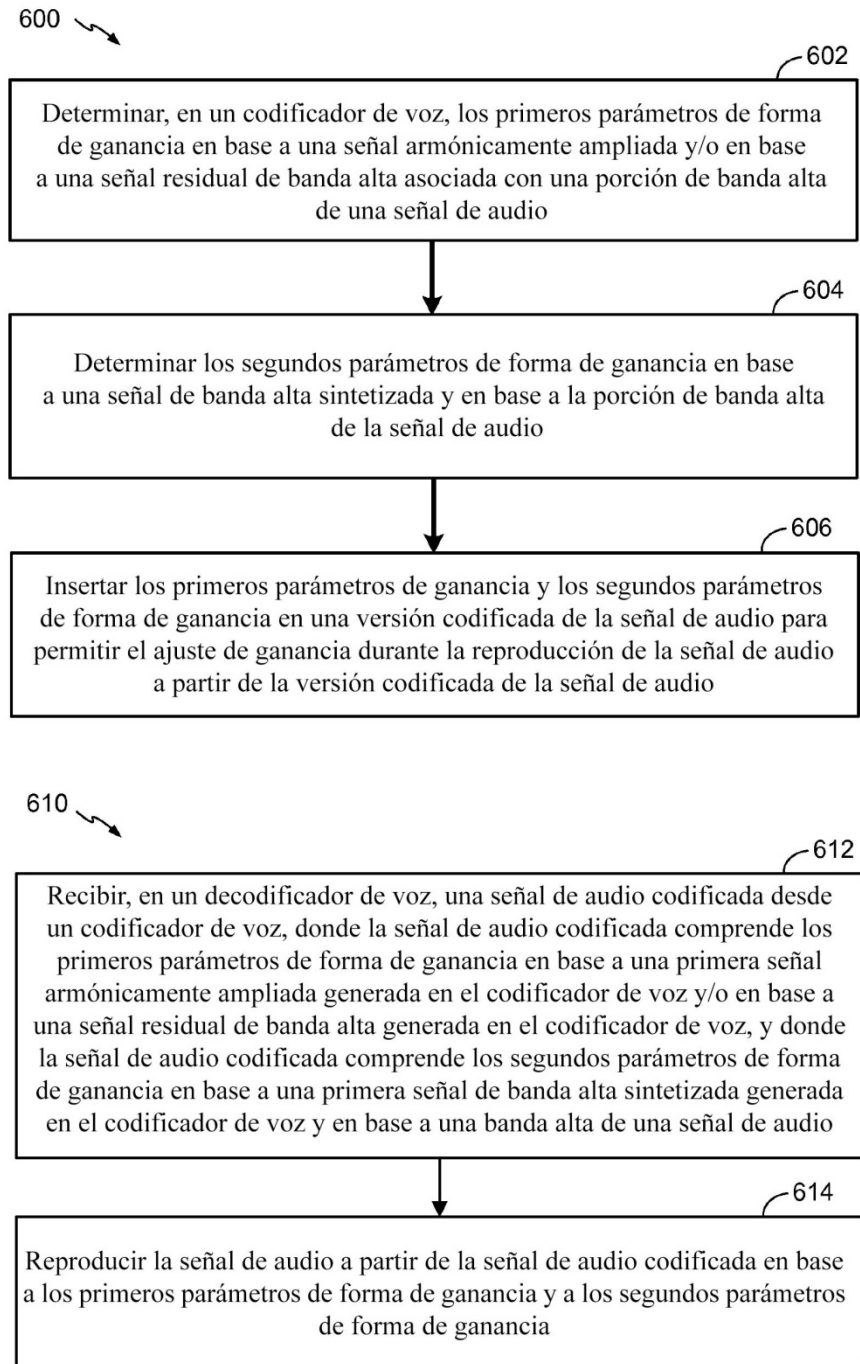 600
602
Determinar, en un codificador de voz, los primeros parámetros de forma
de ganancia en base a una señal armónicamente ampliada y/o en base
a una señal residual de banda alta asociada con una porción de banda alta
de una señal de audio
604
Determinar los segundos parámetros de forma de ganancia en base
a una señal de banda alta sintetizada y en base a la porción de banda alta
de la señal de audio
606
Insertar los primeros parámetros de ganancia y los segundos parámetros
de forma de ganancia en una versión codificada de la señal de audio para
permitir el ajuste de ganancia durante la reproducción de la señal de audio
a partir de la versión codificada de la señal de audio
610
612
Recibir, en un decodificador de voz, una señal de audio codificada desde
un codificador de voz, donde la señal de audio codificada comprende los
primeros parámetros de forma de ganancia en base a una primera señal
armónicamente ampliada generada en el codificador de voz y/o en base a
una señal residual de banda alta generada en el codificador de voz, y donde
la señal de audio codificada comprende los segundos parámetros de forma
de ganancia en base a una primera señal de banda alta sintetizada generada
en el codificador de voz y en base a una banda alta de una señal de audio
614
Reproducir la señal de audio a partir de la señal de audio codificada en base
a los primeros parámetros de forma de ganancia y a los segundos parámetros
de forma de ganancia